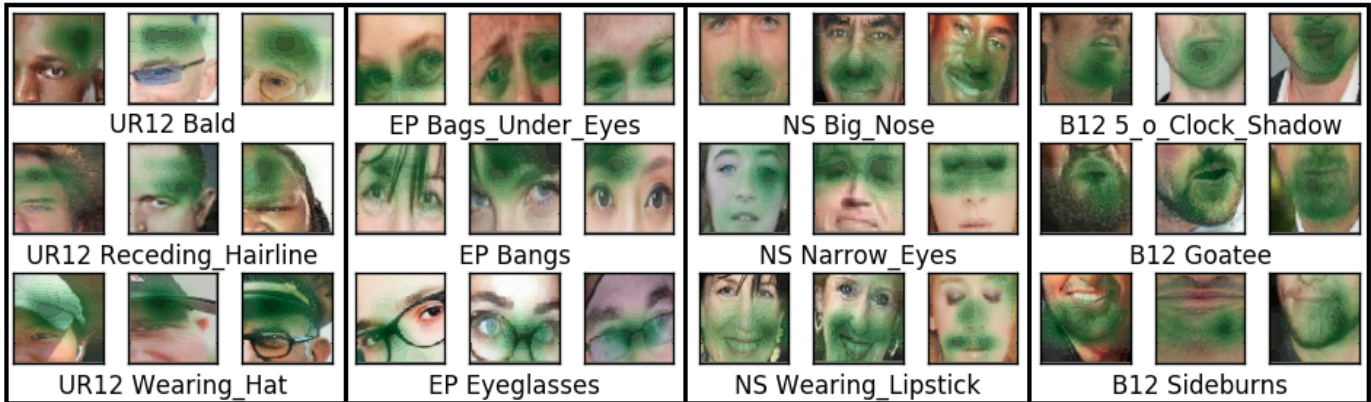 UR12 Bald
EP Bags_Under_Eyes
NS Big_Nose
B12 5_o_Clock_Shadow
UR12 Receding_Hairline
EP Bangs
NS Narrow_Eyes
B12 Goatee
UR12 Wearing_Hat
EP Eyeglasses
NS Wearing_Lipstick
B12 Sideburns